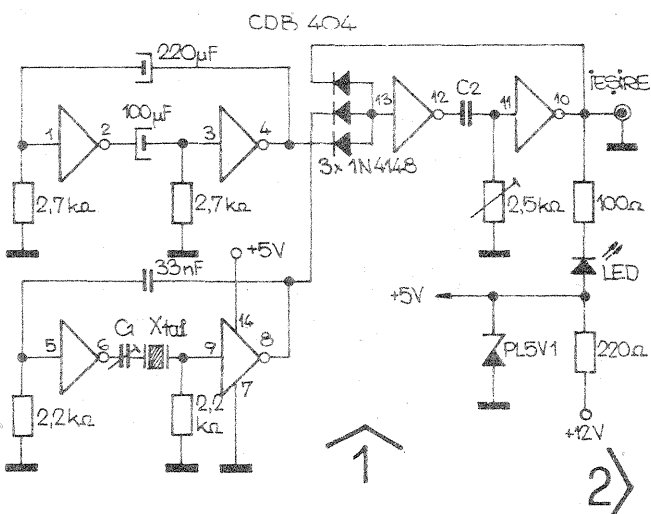 CDB 404
220µF
100µF
1
2
3
4
2,7kΩ
2,7kΩ
3x 1N4148
13
12
C2
11
10
IEŞIRE
2,5kΩ
100Ω
LED
+5V
33nF
5
6
C1
Xtal
9
14
8
7
2,2kΩ
2,2
kΩ
+5V
PL5V1
220Ω
+12V
1
2